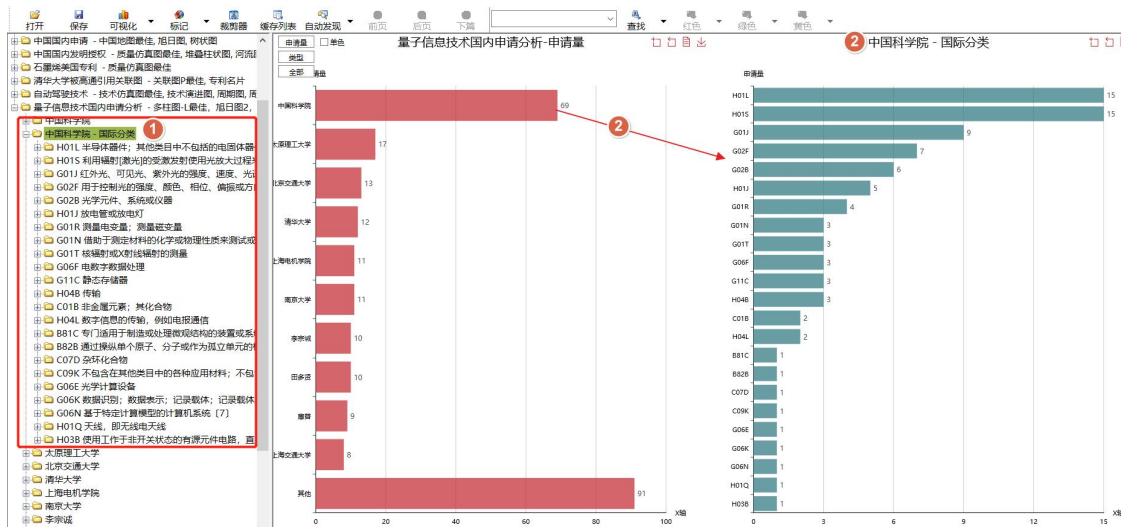 打开 保存 可视化 标记 裁剪器 缓存列表 自动发现 前页 后页 下篇 查找 红色 绿色 黄色
中国国内申请 - 中国地图最佳, 旭日图, 树状图
中国国内发明授权 - 质量仿真图最佳, 堆叠柱状图, 河流图
石墨烯美国专利 - 质量仿真图最佳
清华大学被高通引用关联图 - 关联图P最佳, 专利名片
自动驾驶技术 - 技术仿真图最佳, 技术演进图, 周期图,
量子信息技术国内申请分析 - 多柱图-L最佳, 旭日图2,
中国科学院
中国科学院 - 国际分类
1
H01L 半导体器件；其他类目中不包括的电固体器
H01S 利用辐射[激光]的受激发射使用光放大过程
G01J 红外光、可见光、紫外光的强度、速度、光
G02F 用于控制光的强度、颜色、相位、偏振或方
G02B 光学元件、系统或仪器
H01J 放电管或放电灯
G01R 测量电变量；测量磁变量
G01N 借助于测定材料的化学或物理性质来测试或
G01T 核辐射或X射线辐射的测量
G06F 电数字数据处理
G11C 静态存储器
H04B 传输
C01B 非金属元素；其化合物
H04L 数字信息的传输，例如电报通信
B81C 专门适用于制造或处理微观结构的装置或系
B82B 通过操纵单个原子、分子或作为孤立单元的
C07D 杂环化合物
C09K 不包含在其他类目中的各种应用材料；不包
G06E 光学计算设备
G06K 数据识别；数据表示；记录载体；记录载体
G06N 基于特定计算模型的计算机系统〔7〕
H01Q 天线，即无线电天线
H03B 使用工作于非开关状态的有源元件电路，直
太原理工大学
北京交通大学
清华大学
上海电机学院
南京大学
李宗诚
申请量 单色
类型
全部
量子信息技术国内申请分析-申请量
申请量
中国科学院 69
太原理工大学 17
北京交通大学 13
清华大学 12
上海电机学院 11
南京大学 11
李宗诚 10
田多贤 10
9
上海交通大学 8
其他 91
X轴
0 20 40 60 80 100
2
2 中国科学院 - 国际分类
申请量
H01L 15
H01S 15
G01J 9
G02F 7
G02B 6
H01J 5
G01R 4
G01N 3
G01T 3
G06F 3
G11C 3
H04B 3
C01B 2
H04L 2
B81C 1
B82B 1
C07D 1
C09K 1
G06E 1
G06K 1
G06N 1
H01Q 1
H03B 1
0 3 6 9 12 15